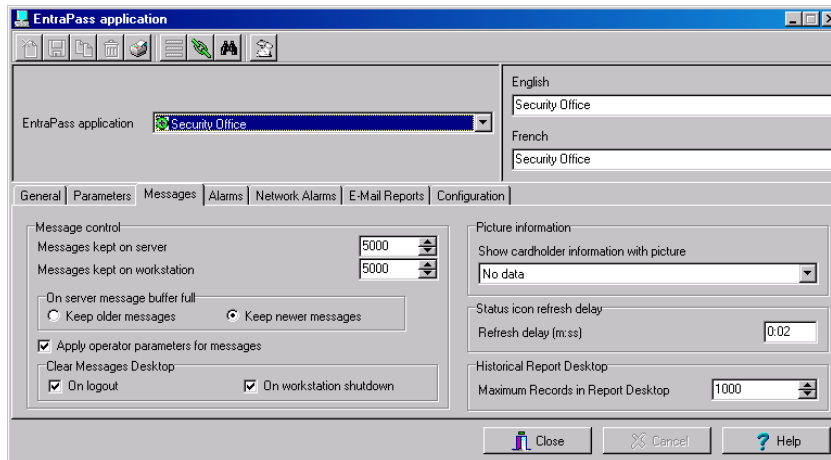 EntraPass application
English
Security Office
EntraPass application
Security Office
French
Security Office
General
Parameters
Messages
Alarms
Network Alarms
E-Mail Reports
Configuration
Message control
Messages kept on server
5000
Messages kept on workstation
5000
On server message buffer full
Keep older messages
Keep newer messages
Apply operator parameters for messages
Clear Messages Desktop
On logout
On workstation shutdown
Picture information
Show cardholder information with picture
No data
Status icon refresh delay
Refresh delay (m:ss)
0:02
Historical Report Desktop
Maximum Records in Report Desktop
1000
Close
Cancel
Help